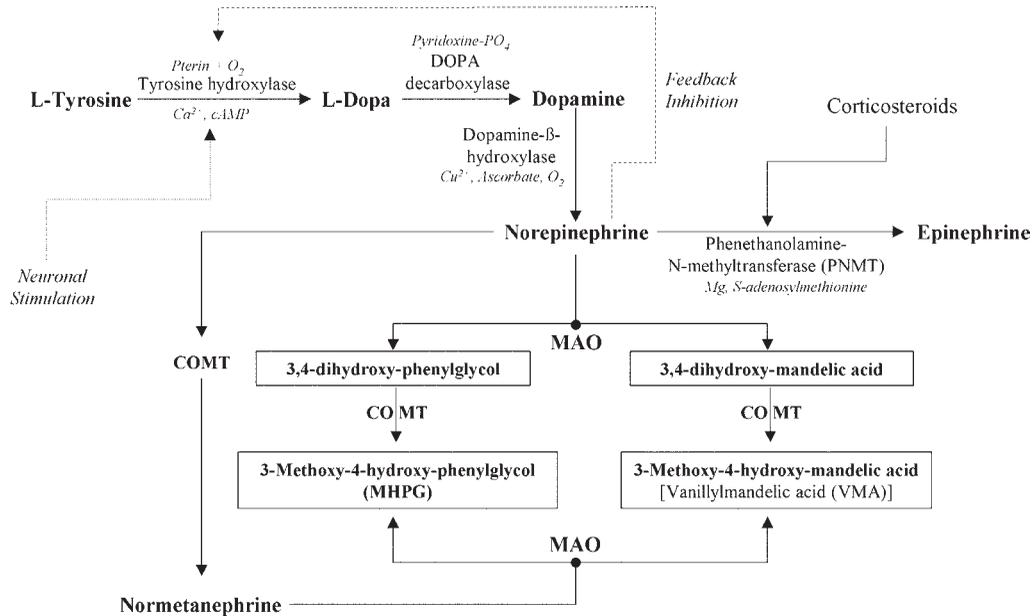 Pyridoxine-PO₄
Pterin + O₂
DOPA
Tyrosine hydroxylase
decarboxylase
Feedback
Inhibition
L-Tyrosine
L-Dopa
Dopamine
Corticosteroids
Ca²⁺, cAMP
Dopamine-ß-
hydroxylase
Cu²⁺, Ascorbate, O₂
Norepinephrine
Epinephrine
Phenethanolamine-
N-methyltransferase (PNMT)
Mg, S-adenosylmethionine
Neuronal
Stimulation
MAO
COMT
3,4-dihydroxy-phenylglycol
3,4-dihydroxy-mandelic acid
COMT
COMT
3-Methoxy-4-hydroxy-phenylglycol
(MHPG)
3-Methoxy-4-hydroxy-mandelic acid
[Vanillylmandelic acid (VMA)]
MAO
Normetanephrine